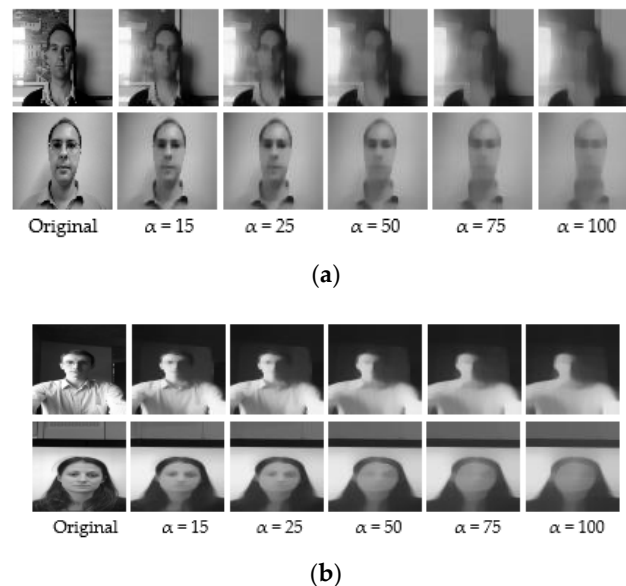 Original α = 15 α = 25 α = 50 α = 75 α = 100
(a)
Original α = 15 α = 25 α = 50 α = 75 α = 100
(b)